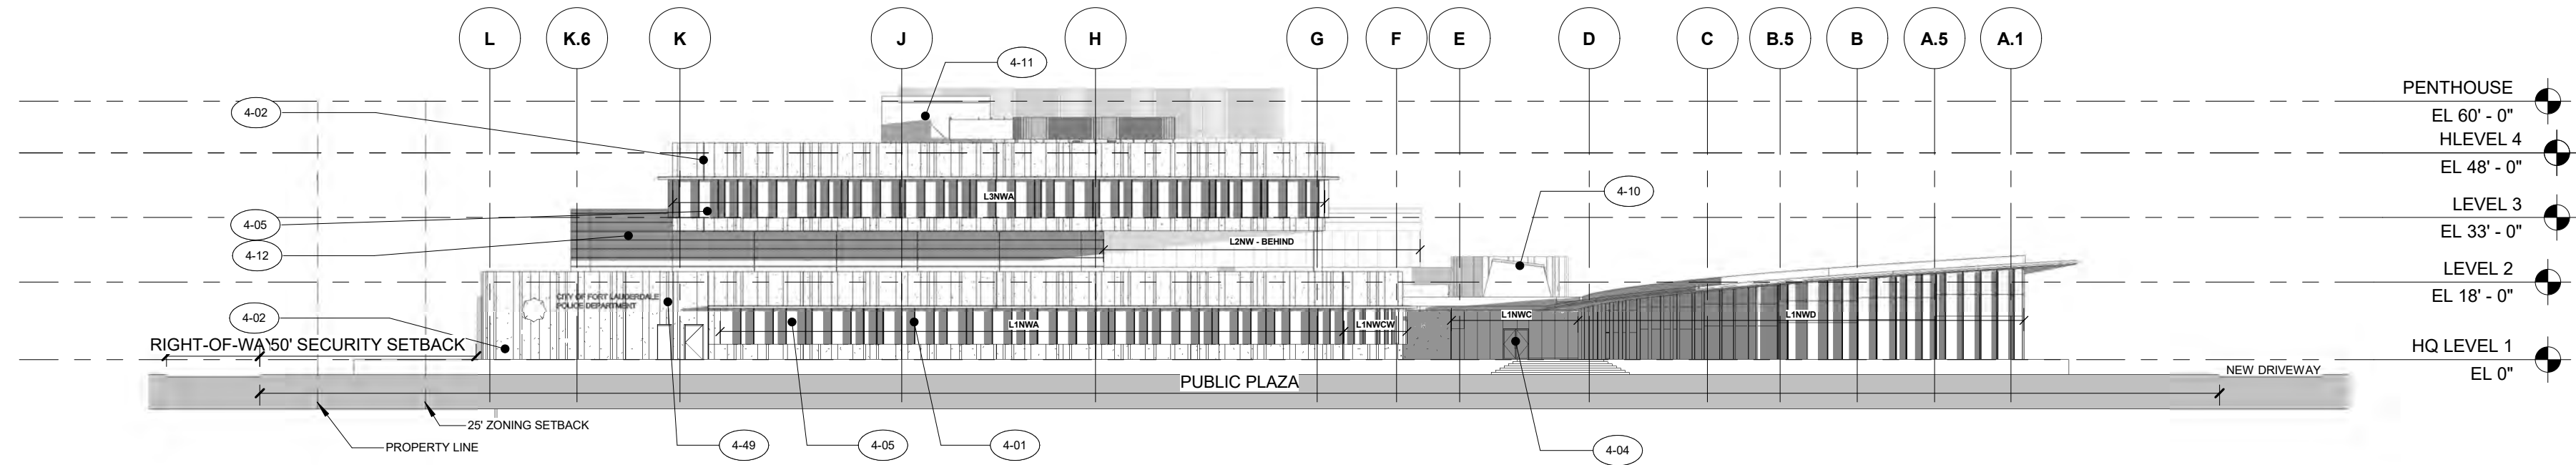 L
K.6
K
J
H
G
F
E
D
C
B.5
B
A.5
A.1
4-11
4-02
PENTHOUSE
EL 60' - 0"
HLEVEL 4
EL 48' - 0"
4-10
L3NWA
LEVEL 3
EL 33' - 0"
4-05
4-12
L2NW - BEHIND
LEVEL 2
EL 18' - 0"
CITY OF FORT LAUDERDALE
POLICE DEPARTMENT
4-02
L1NWA
L1NWCW
L1NWC
L1NWD
RIGHT-OF-WAY
50' SECURITY SETBACK
HQ LEVEL 1
EL 0"
NEW DRIVEWAY
PUBLIC PLAZA
25' ZONING SETBACK
PROPERTY LINE
4-49
4-05
4-01
4-04